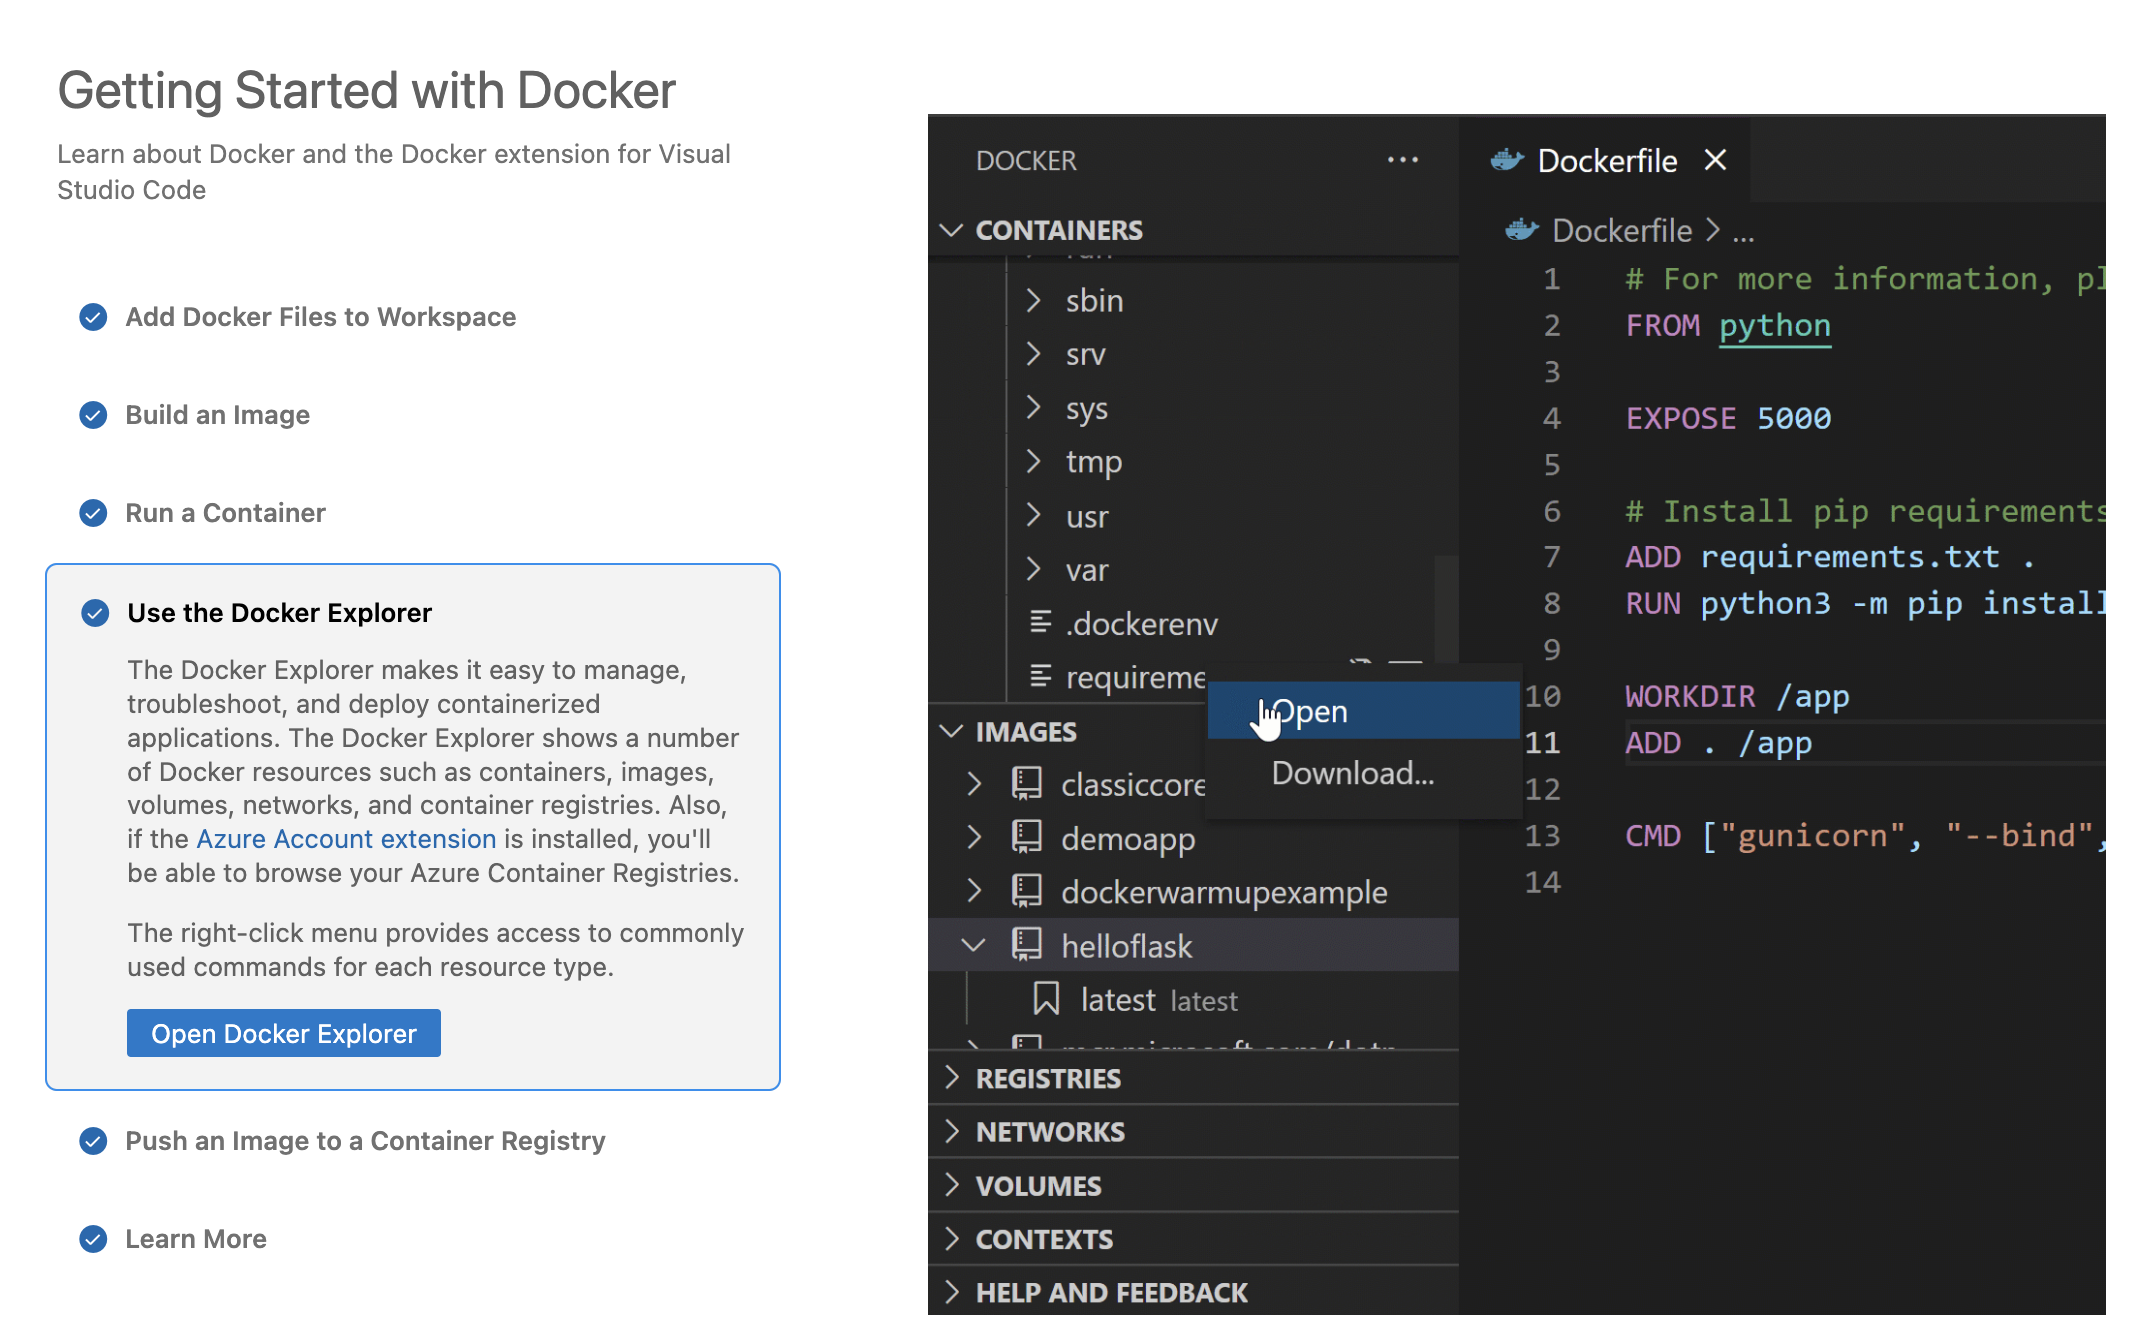 Getting Started with Docker
Learn about Docker and the Docker extension for Visual
Studio Code
Add Docker Files to Workspace
Build an Image
Run a Container
Use the Docker Explorer
The Docker Explorer makes it easy to manage,
troubleshoot, and deploy containerized
applications. The Docker Explorer shows a number
of Docker resources such as containers, images,
volumes, networks, and container registries. Also,
if the Azure Account extension is installed, you'll
be able to browse your Azure Container Registries.
The right-click menu provides access to commonly
used commands for each resource type.
Open Docker Explorer
Push an Image to a Container Registry
Learn More
DOCKER ...
CONTAINERS
sbin
srv
sys
tmp
usr
var
.dockerenv
requireme
Open
Download...
IMAGES
classiccore
demoapp
dockerwarmupexample
helloflask
latest latest
REGISTRIES
NETWORKS
VOLUMES
CONTEXTS
HELP AND FEEDBACK
Dockerfile
Dockerfile > ...
1 # For more information, pl
2 FROM python
3
4 EXPOSE 5000
5
6 # Install pip requirements
7 ADD requirements.txt .
8 RUN python3 -m pip install
9
10 WORKDIR /app
11 ADD . /app
12
13 CMD ["gunicorn", "--bind",
14